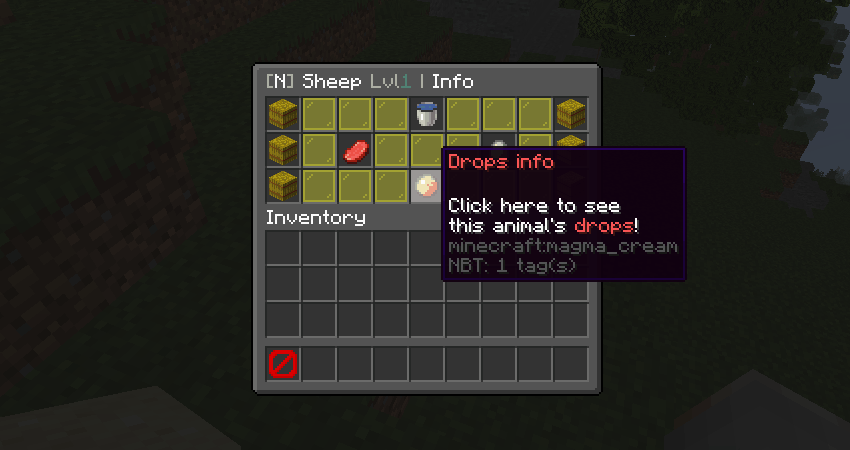 [N] Sheep Lvl1 | Info
Drops info
Click here to see
this animal's drops!
minecraft:magma_cream
NBT: 1 tag(s)
Inventory